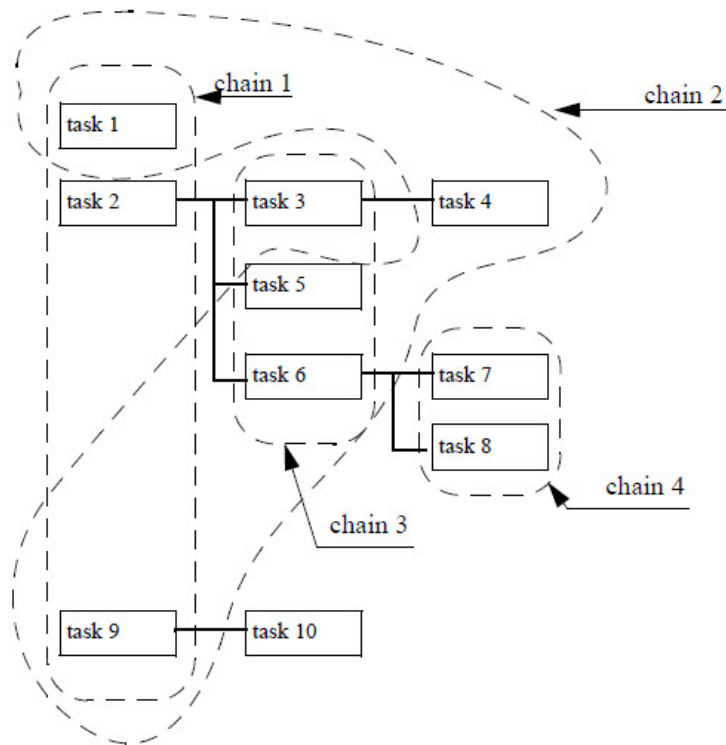 chain 1
chain 2
task 1
task 2
task 3
task 4
task 5
task 6
task 7
task 8
chain 4
chain 3
task 9
task 10